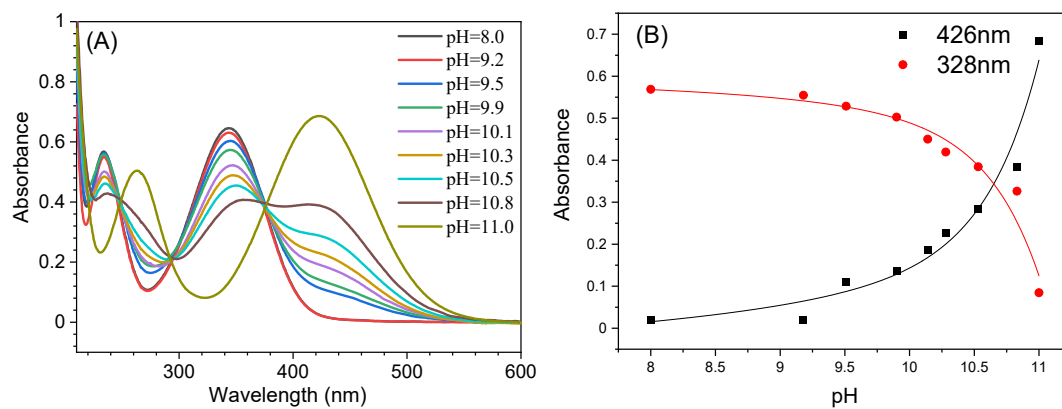 (A)
Absorbance
1
0.8
0.6
0.4
0.2
0
300
400
500
600
Wavelength (nm)
pH=8.0
pH=9.2
pH=9.5
pH=9.9
pH=10.1
pH=10.3
pH=10.5
pH=10.8
pH=11.0
(B)
426nm
328nm
Absorbance
0.7
0.6
0.5
0.4
0.3
0.2
0.1
0
8
8.5
9
9.5
10
10.5
11
pH